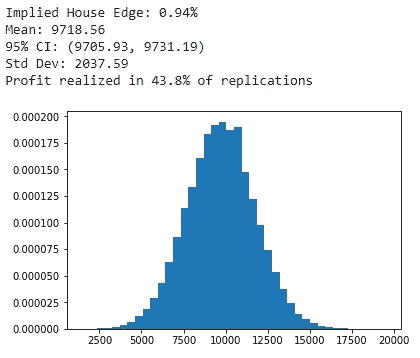 Implied House Edge: 0.94%
Mean: 9718.56
95% CI: (9705.93, 9731.19)
Std Dev: 2037.59
Profit realized in 43.8% of replications
0.000200
0.000175
0.000150
0.000125
0.000100
0.000075
0.000050
0.000025
0.000000
2500 5000 7500 10000 12500 15000 17500 20000